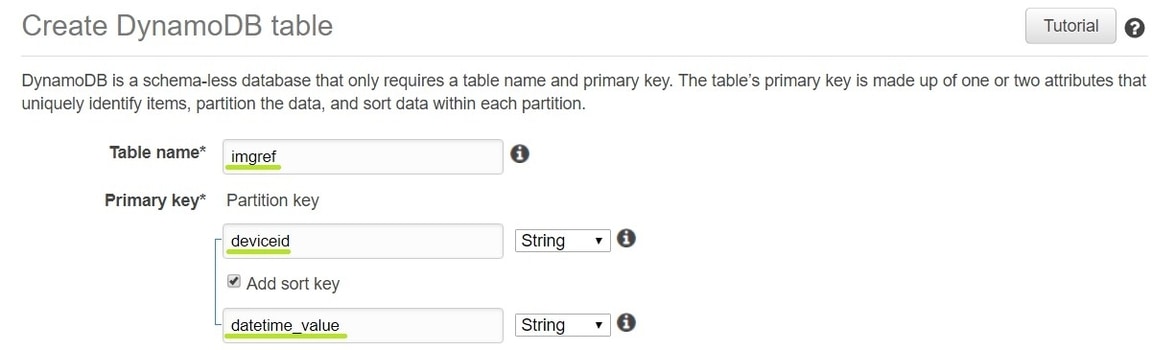 Create DynamoDB table
Tutorial
DynamoDB is a schema-less database that only requires a table name and primary key. The table's primary key is made up of one or two attributes that
uniquely identify items, partition the data, and sort data within each partition.
Table name* imgref
Primary key* Partition key
deviceid String
Add sort key
datetime_value String